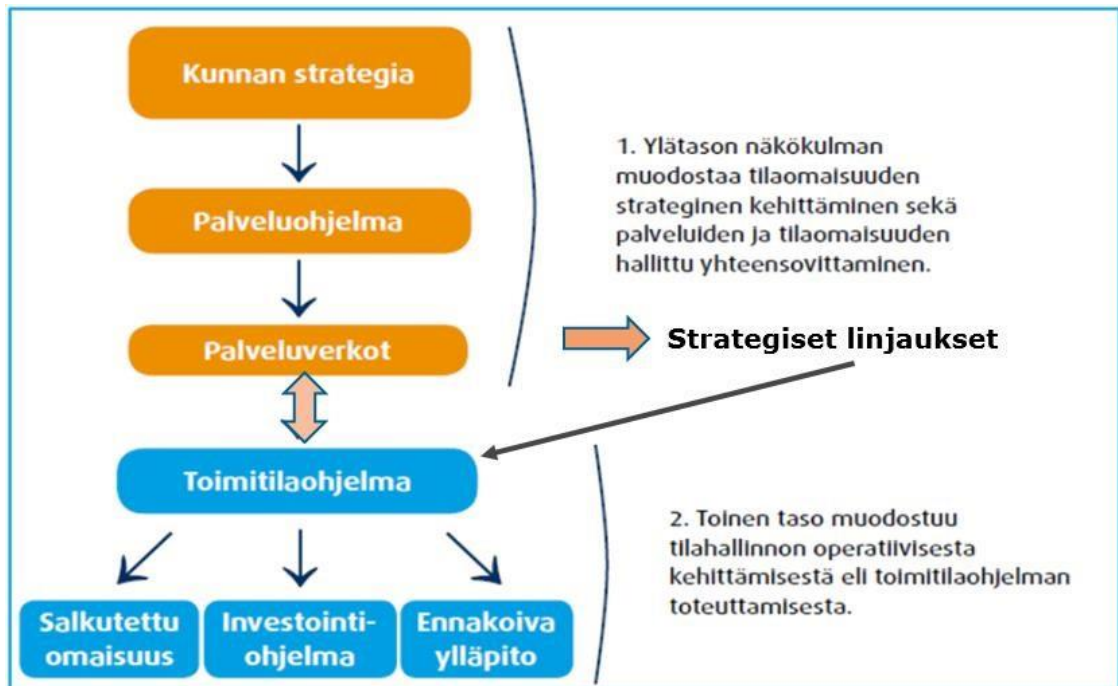 Kunnan strategia
Palveluohjelma
Palveluverkot
1. Ylätason näkökulman
muodostaa tilaomaisuuden
strateginen kehittäminen sekä
palveluiden ja tilaomaisuuden
hallittu yhteensovittaminen.
Strategiset linjaukset
Toimitilaohjelma
Salkutettu
omaisuus
Investointi-
ohjelma
Ennakoiva
ylläpito
2. Toinen taso muodostuu
tilahallinnon operatiivisesta
kehittämisestä eli toimitilaohjelman
toteuttamisesta.